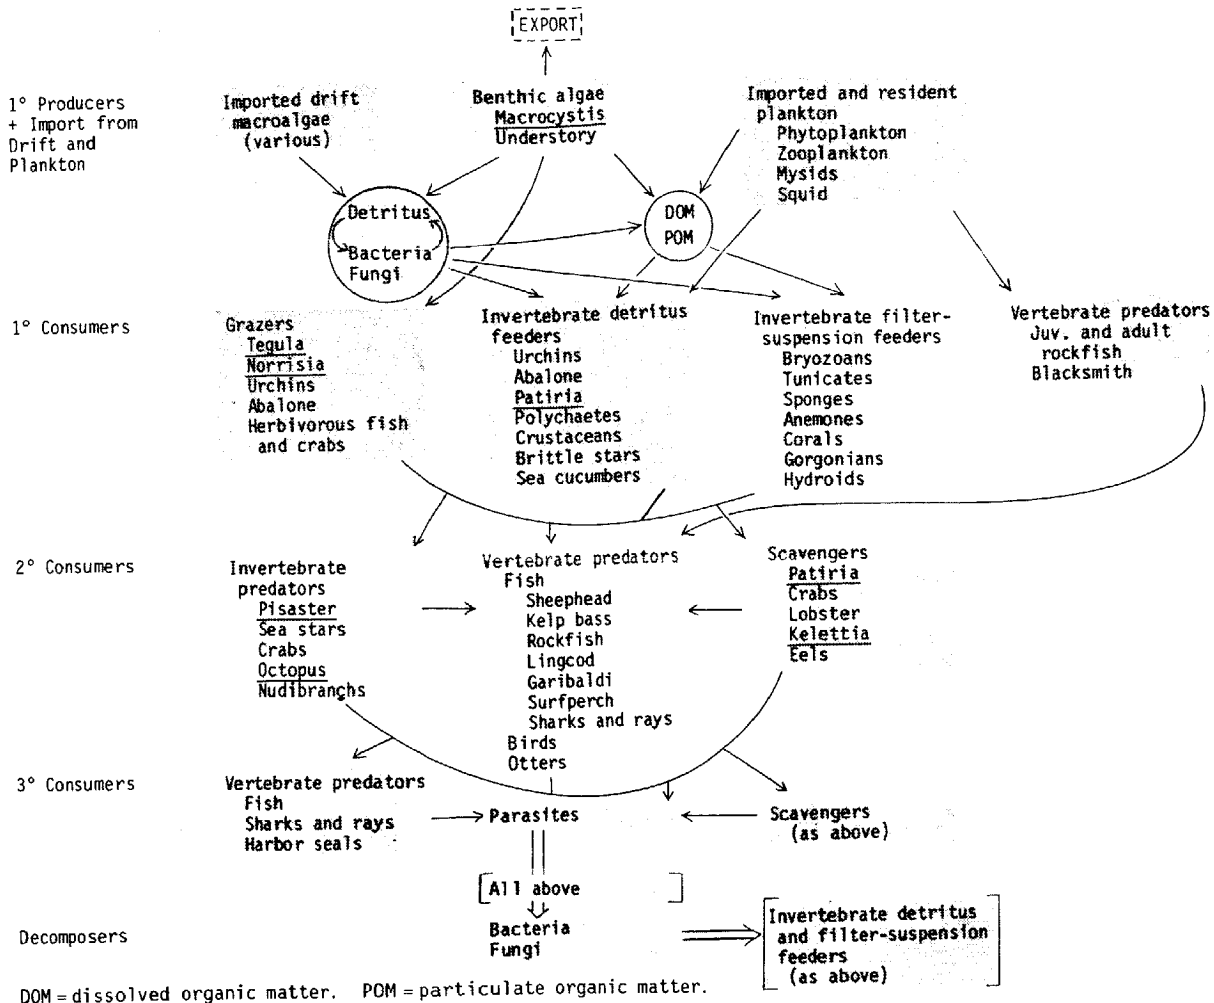 EXPORT
1° Producers
+ Import from
Drift and
Plankton
Imported drift
macroalgae
(various)
Benthic algae
Macrocystis
Understory
Imported and resident
plankton
Phytoplankton
Zooplankton
Mysids
Squid
Detritus
Bacteria
Fungi
DOM
POM
1° Consumers
Grazers
Tegula
Norrisia
Urchins
Abalone
Herbivorous fish
and crabs
Invertebrate detritus
feeders
Urchins
Abalone
Patiria
Polychaetes
Crustaceans
Brittle stars
Sea cucumbers
Invertebrate filter-
suspension feeders
Bryozoans
Tunicates
Sponges
Anemones
Corals
Gorgonians
Hydroids
Vertebrate predators
Juv. and adult
rockfish
Blacksmith
2° Consumers
Invertebrate
predators
Pisaster
Sea stars
Crabs
Octopus
Nudibranchs
Vertebrate predators
Fish
Sheephead
Kelp bass
Rockfish
Lingcod
Garibaldi
Surfperch
Sharks and rays
Birds
Otters
Scavengers
Patiria
Crabs
Lobster
Kelettia
Eels
3° Consumers
Vertebrate predators
Fish
Sharks and rays
Harbor seals
Parasites
Scavengers
(as above)
[All above ]
Decomposers
Bacteria
Fungi
Invertebrate detritus
and filter-suspension
feeders
(as above)
DOM = dissolved organic matter. POM = particulate organic matter.